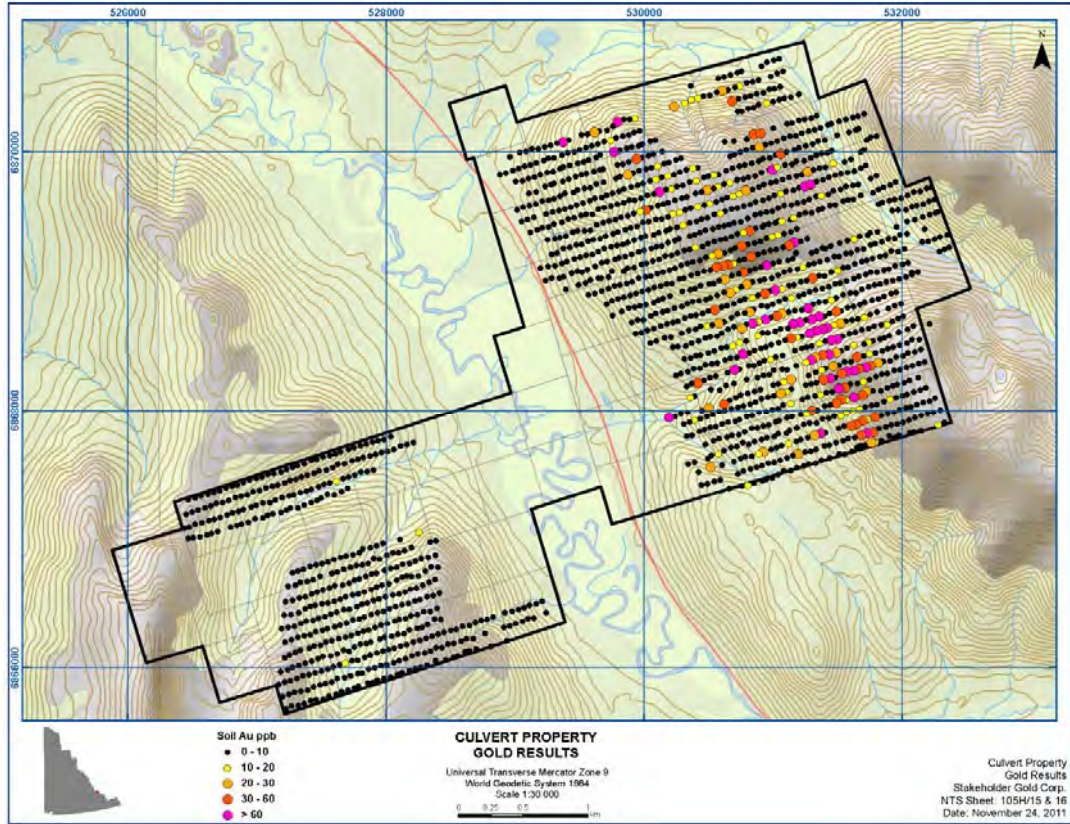 526000 528000 530000 532000
N
6870000
6868000
6866000
Soil Au ppb
0 - 10
10 - 20
20 - 30
30 - 60
> 60
CULVERT PROPERTY
GOLD RESULTS
Universal Transverse Mercator Zone 9
World Geodetic System 1984
Scale 1:30 000
0 0.25 0.5 1
km
Culvert Property
Gold Results
Stakeholder Gold Corp.
NTS Sheet: 105H/15 & 16
Date: November 24, 2011